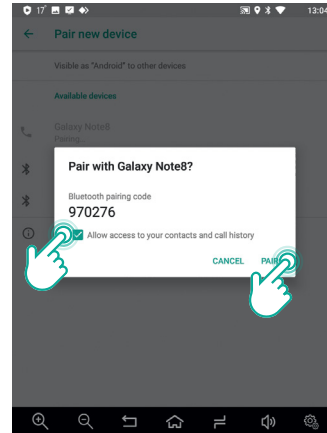 17° 13:04
Pair new device
Visible as "Android" to other devices
Available devices
Galaxy Note8
Pairing...
Pair with Galaxy Note8?
Bluetooth pairing code
970276
Allow access to your contacts and call history
CANCEL PAIR